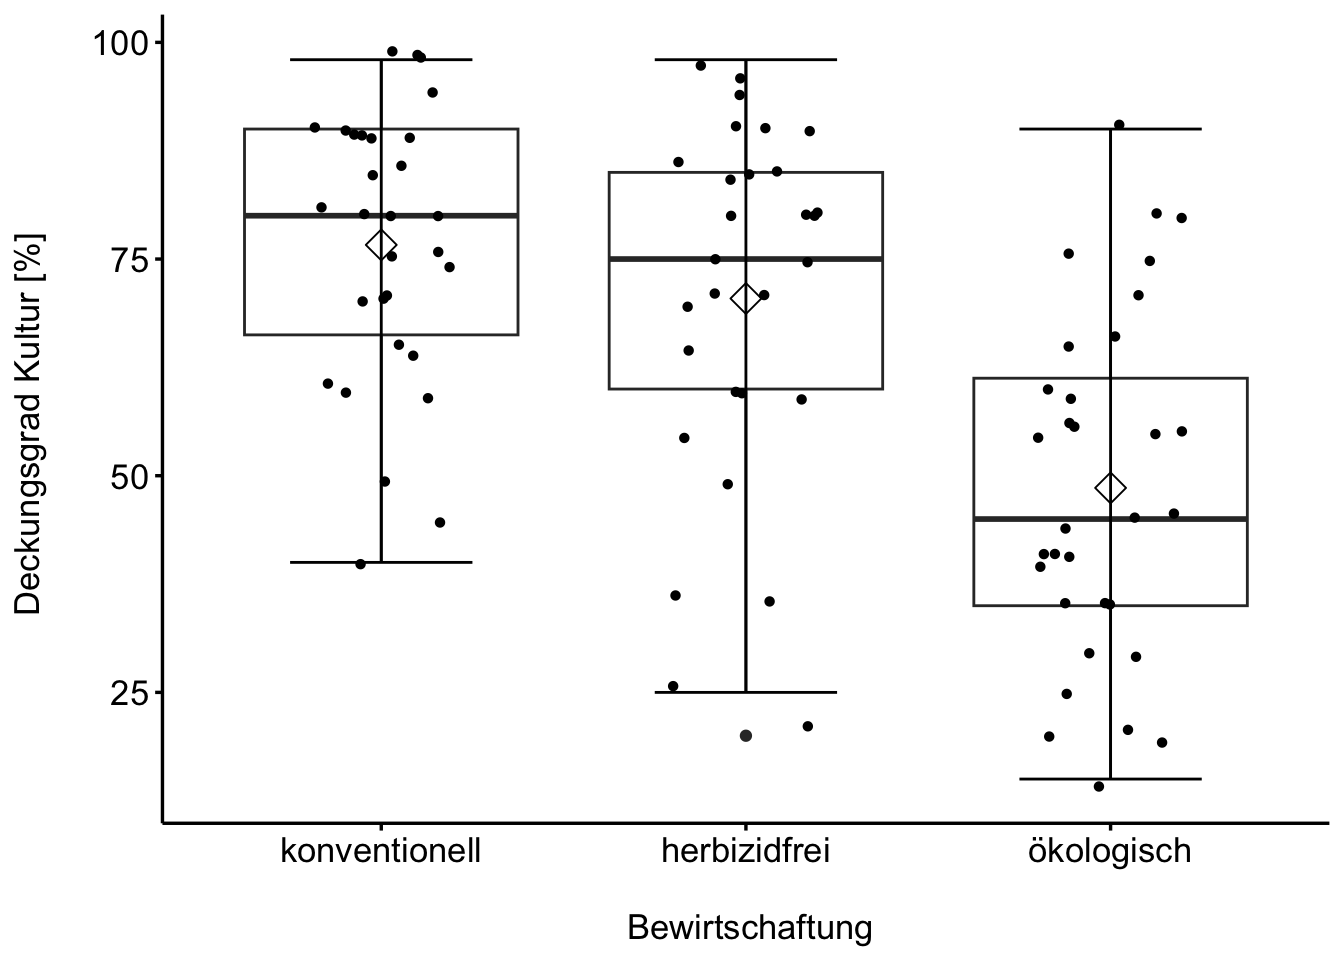 Deckungsgrad Kultur [%]
100
75
50
25
konventionell herbizidfrei ökologisch
Bewirtschaftung